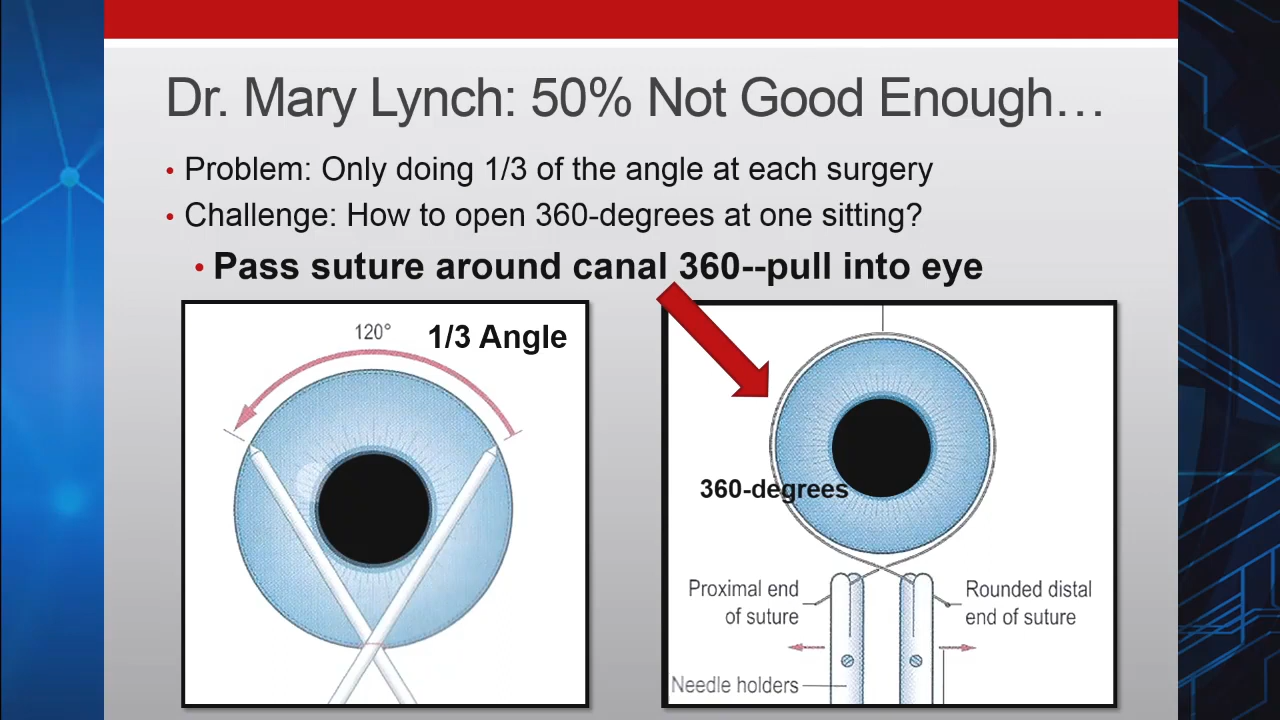 Dr. Mary Lynch: 50% Not Good Enough…
• Problem: Only doing 1/3 of the angle at each surgery
• Challenge: How to open 360-degrees at one sitting?
• Pass suture around canal 360--pull into eye
120°
1/3 Angle
360-degrees
Proximal end
of suture
Rounded distal
end of suture
Needle holders